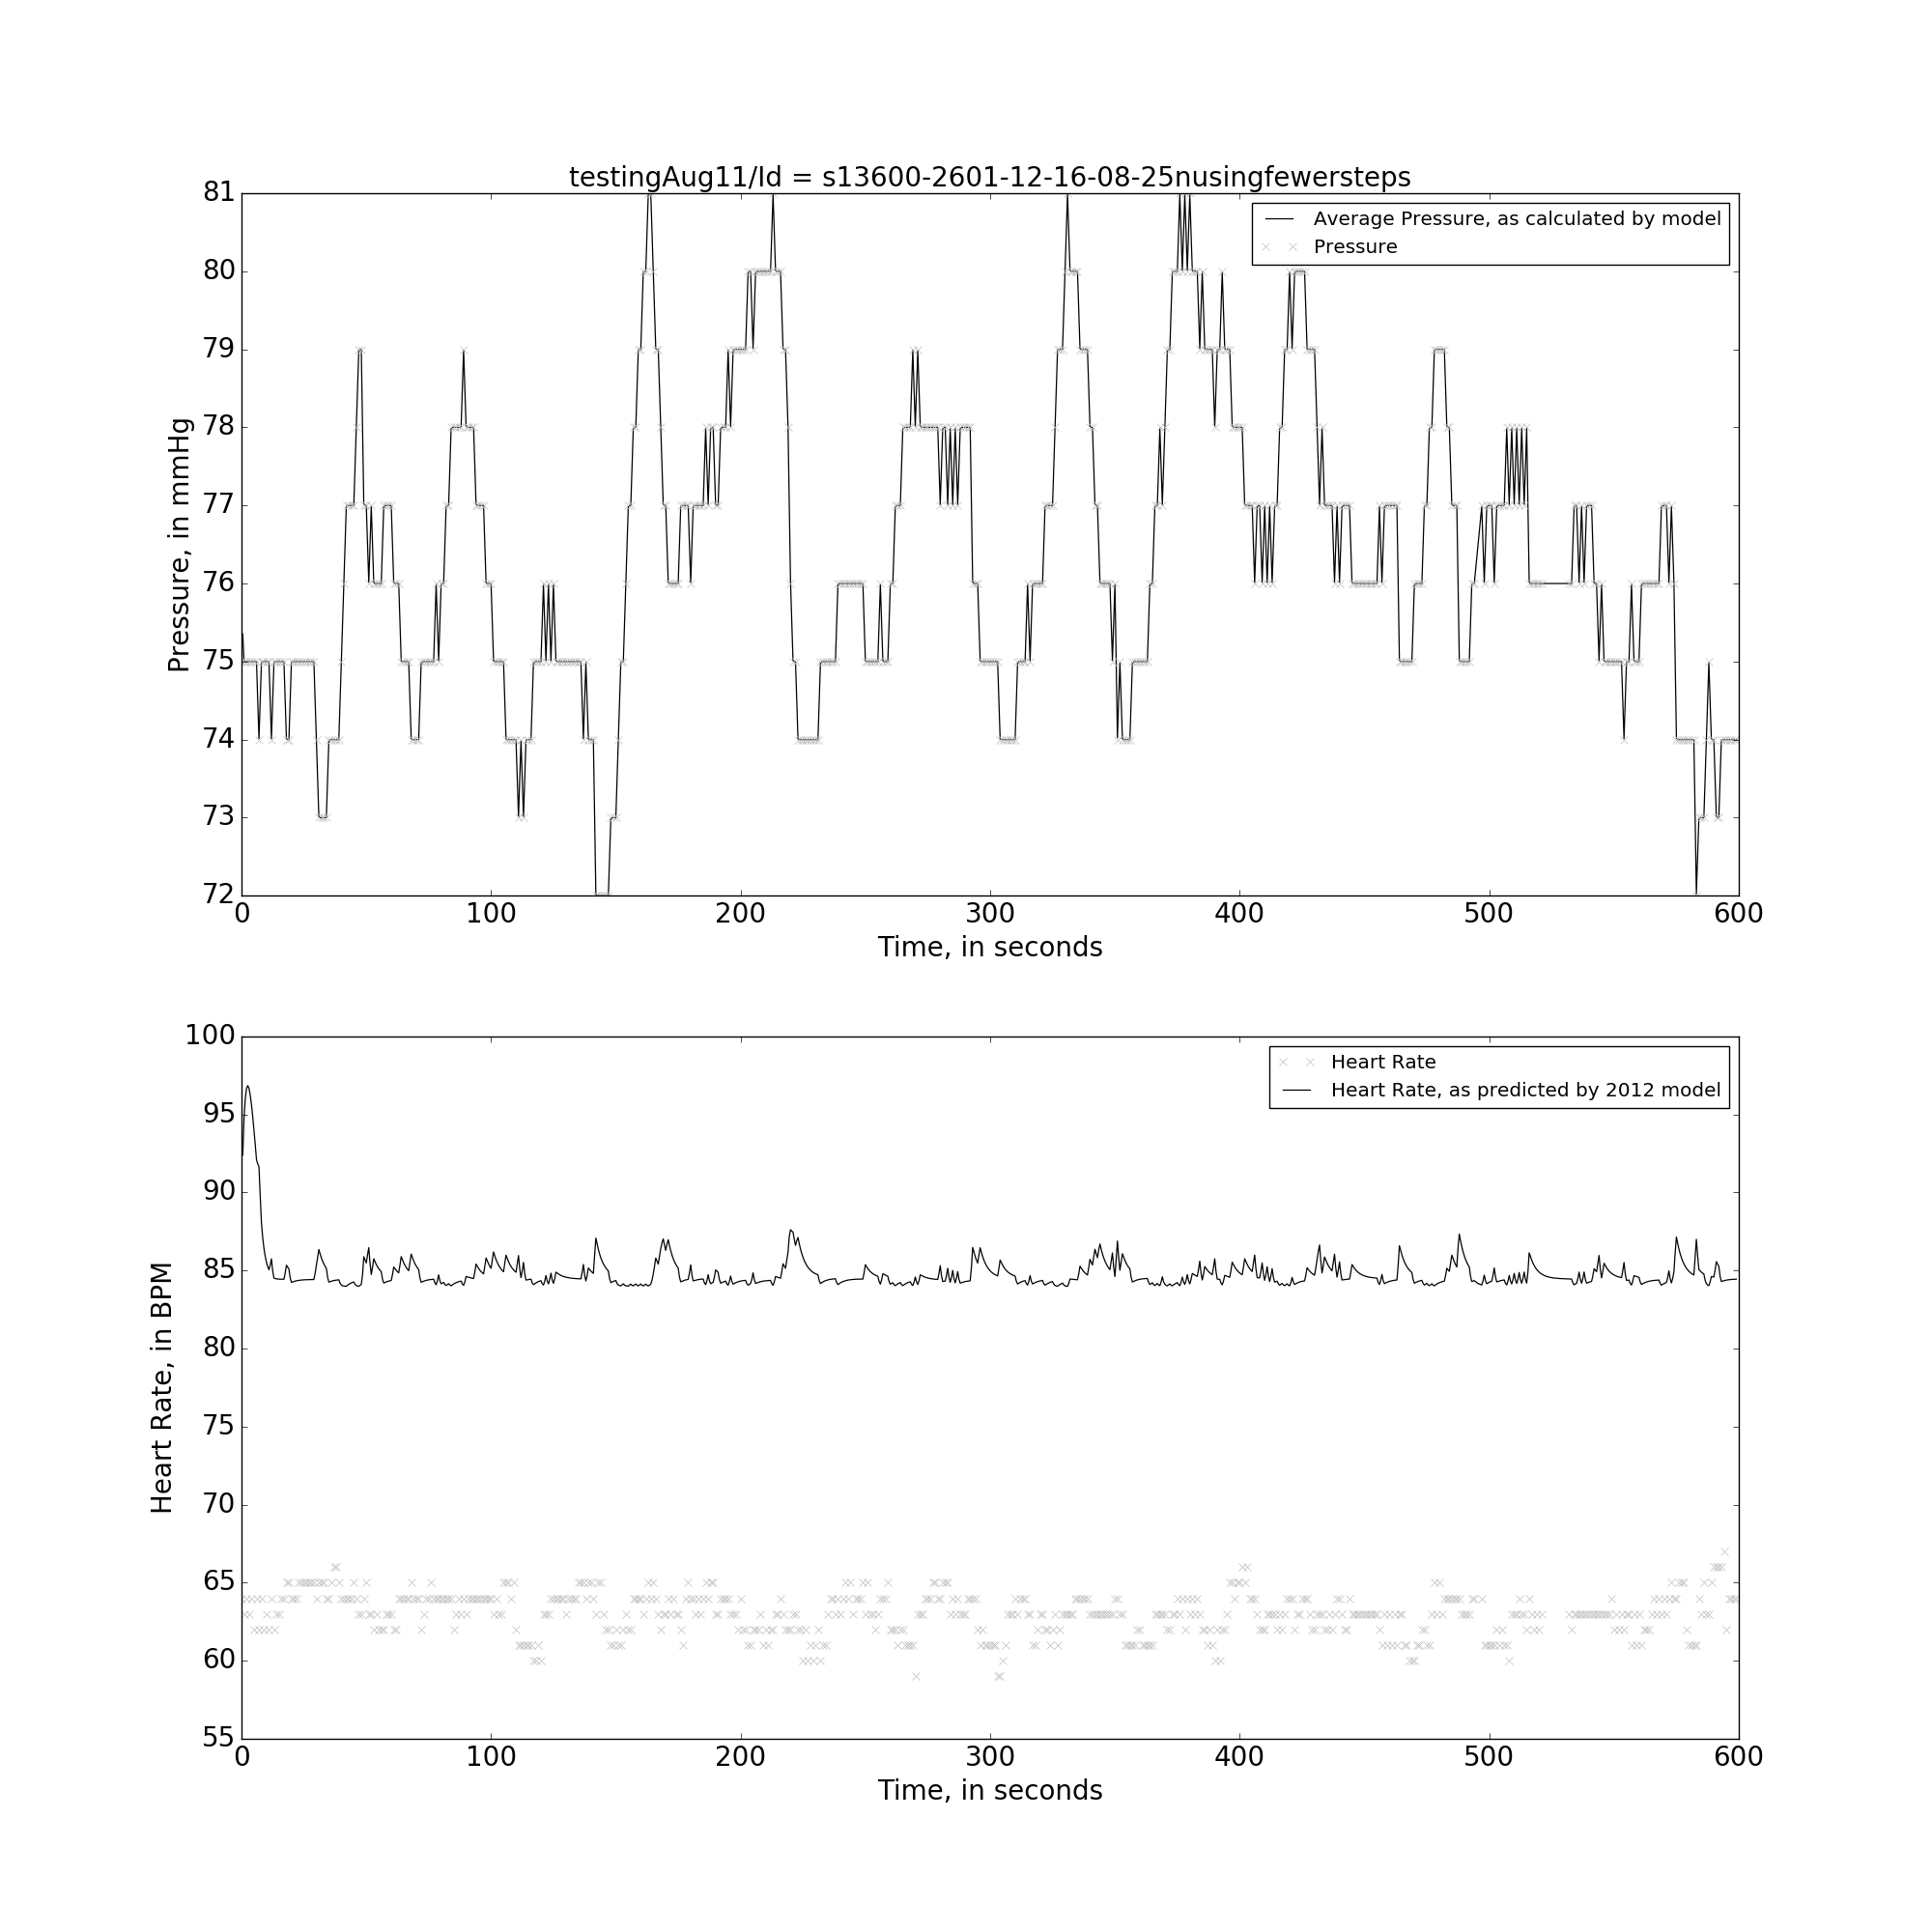 testingAug11/Id = s13600-2601-12-16-08-25nusingfewersteps
81
80
79
78
77
76
75
74
73
72
Pressure, in mmHg
Average Pressure, as calculated by model
Pressure
0 100 200 300 400 500 600
Time, in seconds
100
95
90
85
80
75
70
65
60
55
Heart Rate, in BPM
Heart Rate
Heart Rate, as predicted by 2012 model
0 100 200 300 400 500 600
Time, in seconds